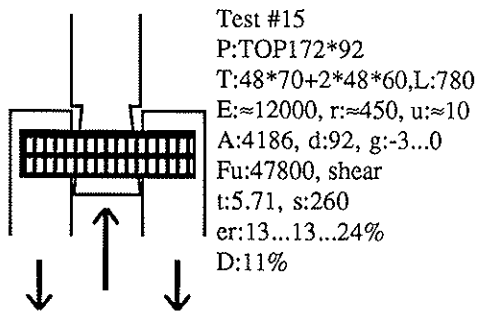 Test #15
P:TOP172*92
T:48*70+2*48*60,L:780
E:≈12000, r:≈450, u:≈10
A:4186, d:92, g:-3...0
Fu:47800, shear
t:5.71, s:260
er:13...13...24%
D:11%